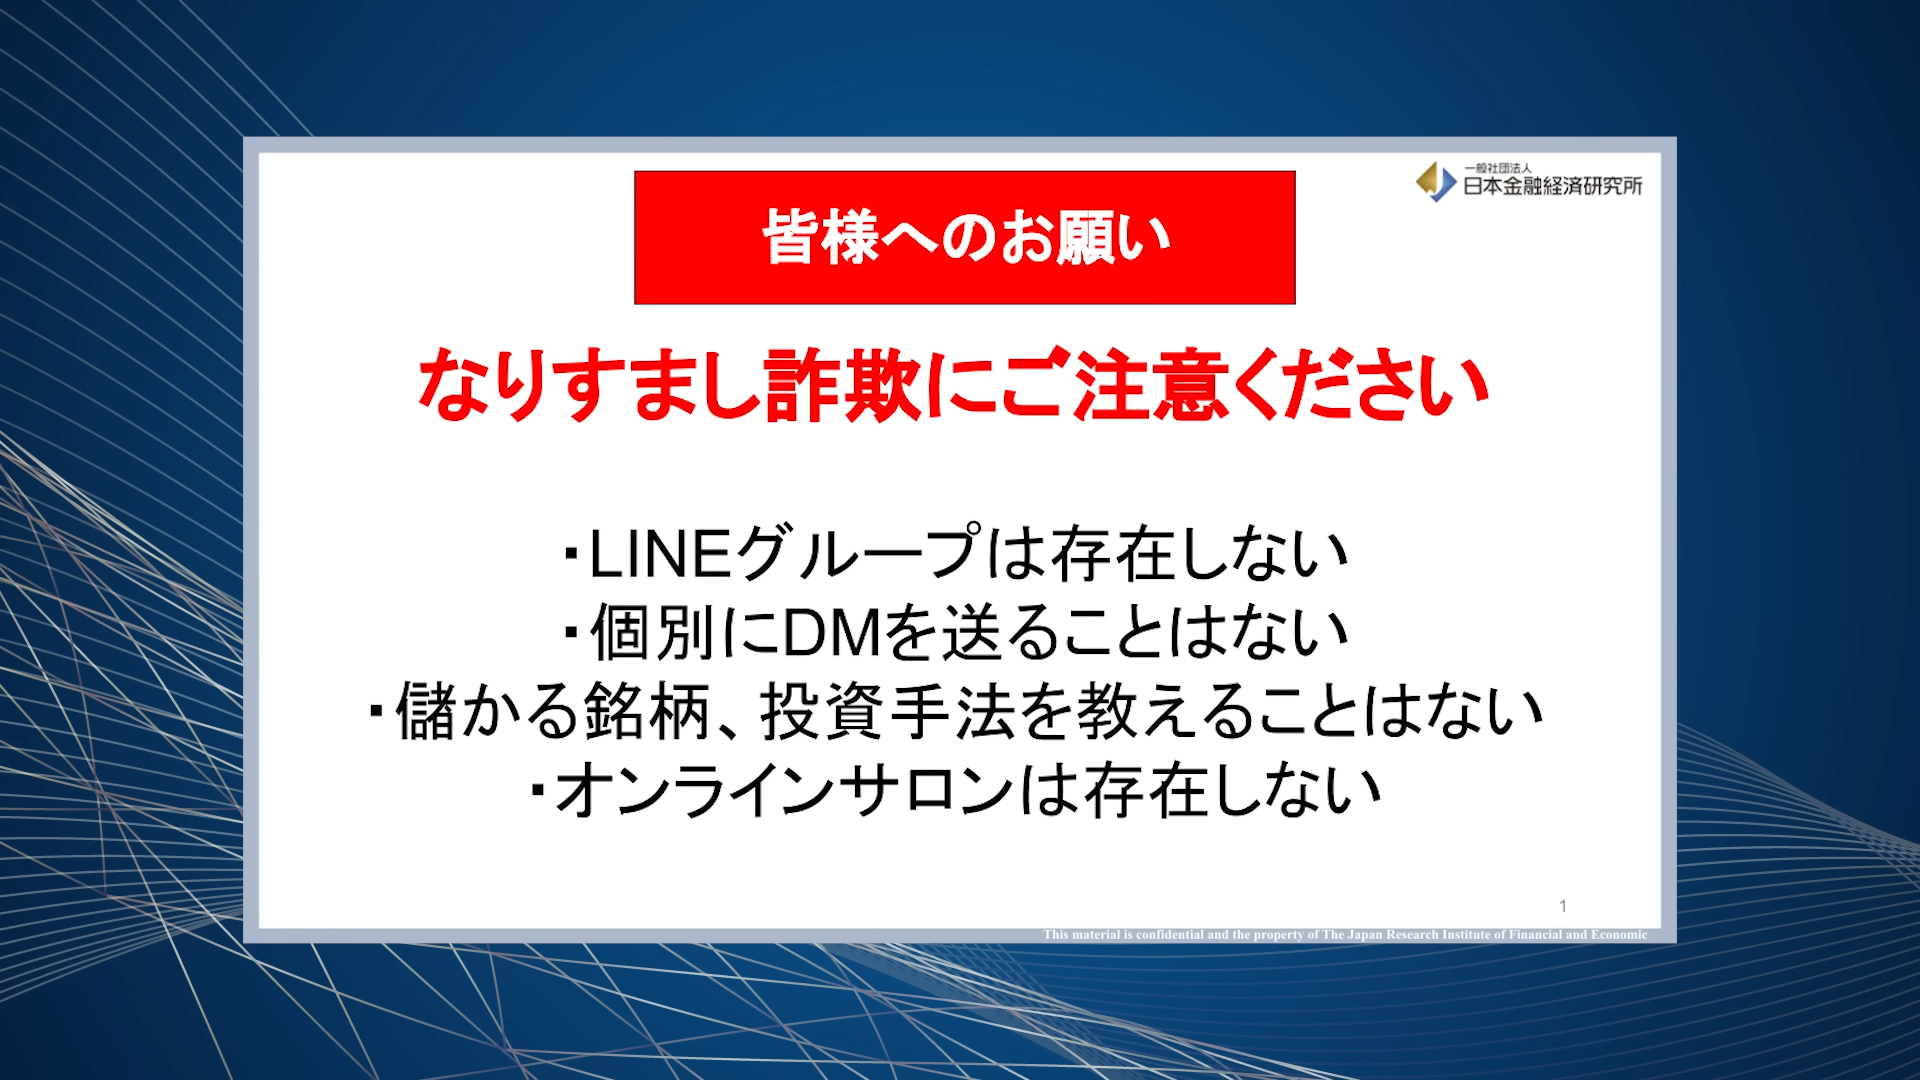 一般社団法人
日本金融経済研究所
皆様へのお願い
なりすまし詐欺にご注意ください
・LINEグループは存在しない
・個別にDMを送ることはない
・儲かる銘柄、投資手法を教えることはない
・オンラインサロンは存在しない
1
This material is confidential and the property of The Japan Research Institute of Financial and Economic